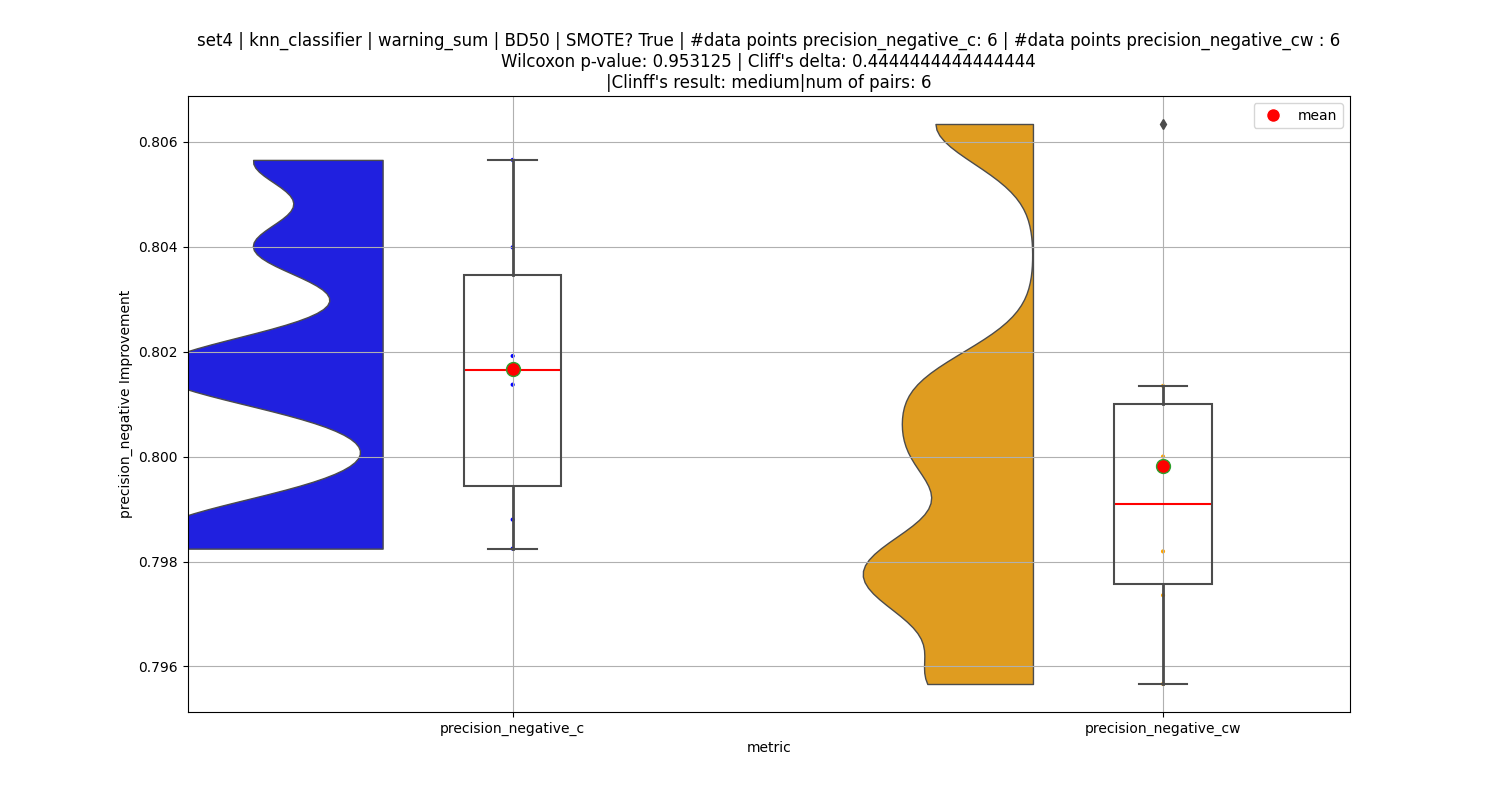 set4 | knn_classifier | warning_sum | BD50 | SMOTE? True | #data points precision_negative_c: 6 | #data points precision_negative_cw : 6
Wilcoxon p-value: 0.953125 | Cliff's delta: 0.4444444444444444
|Clinff's result: medium|num of pairs: 6
mean
0.806
0.804
0.802
0.800
0.798
0.796
precision_negative Improvement
precision_negative_c
precision_negative_cw
metric